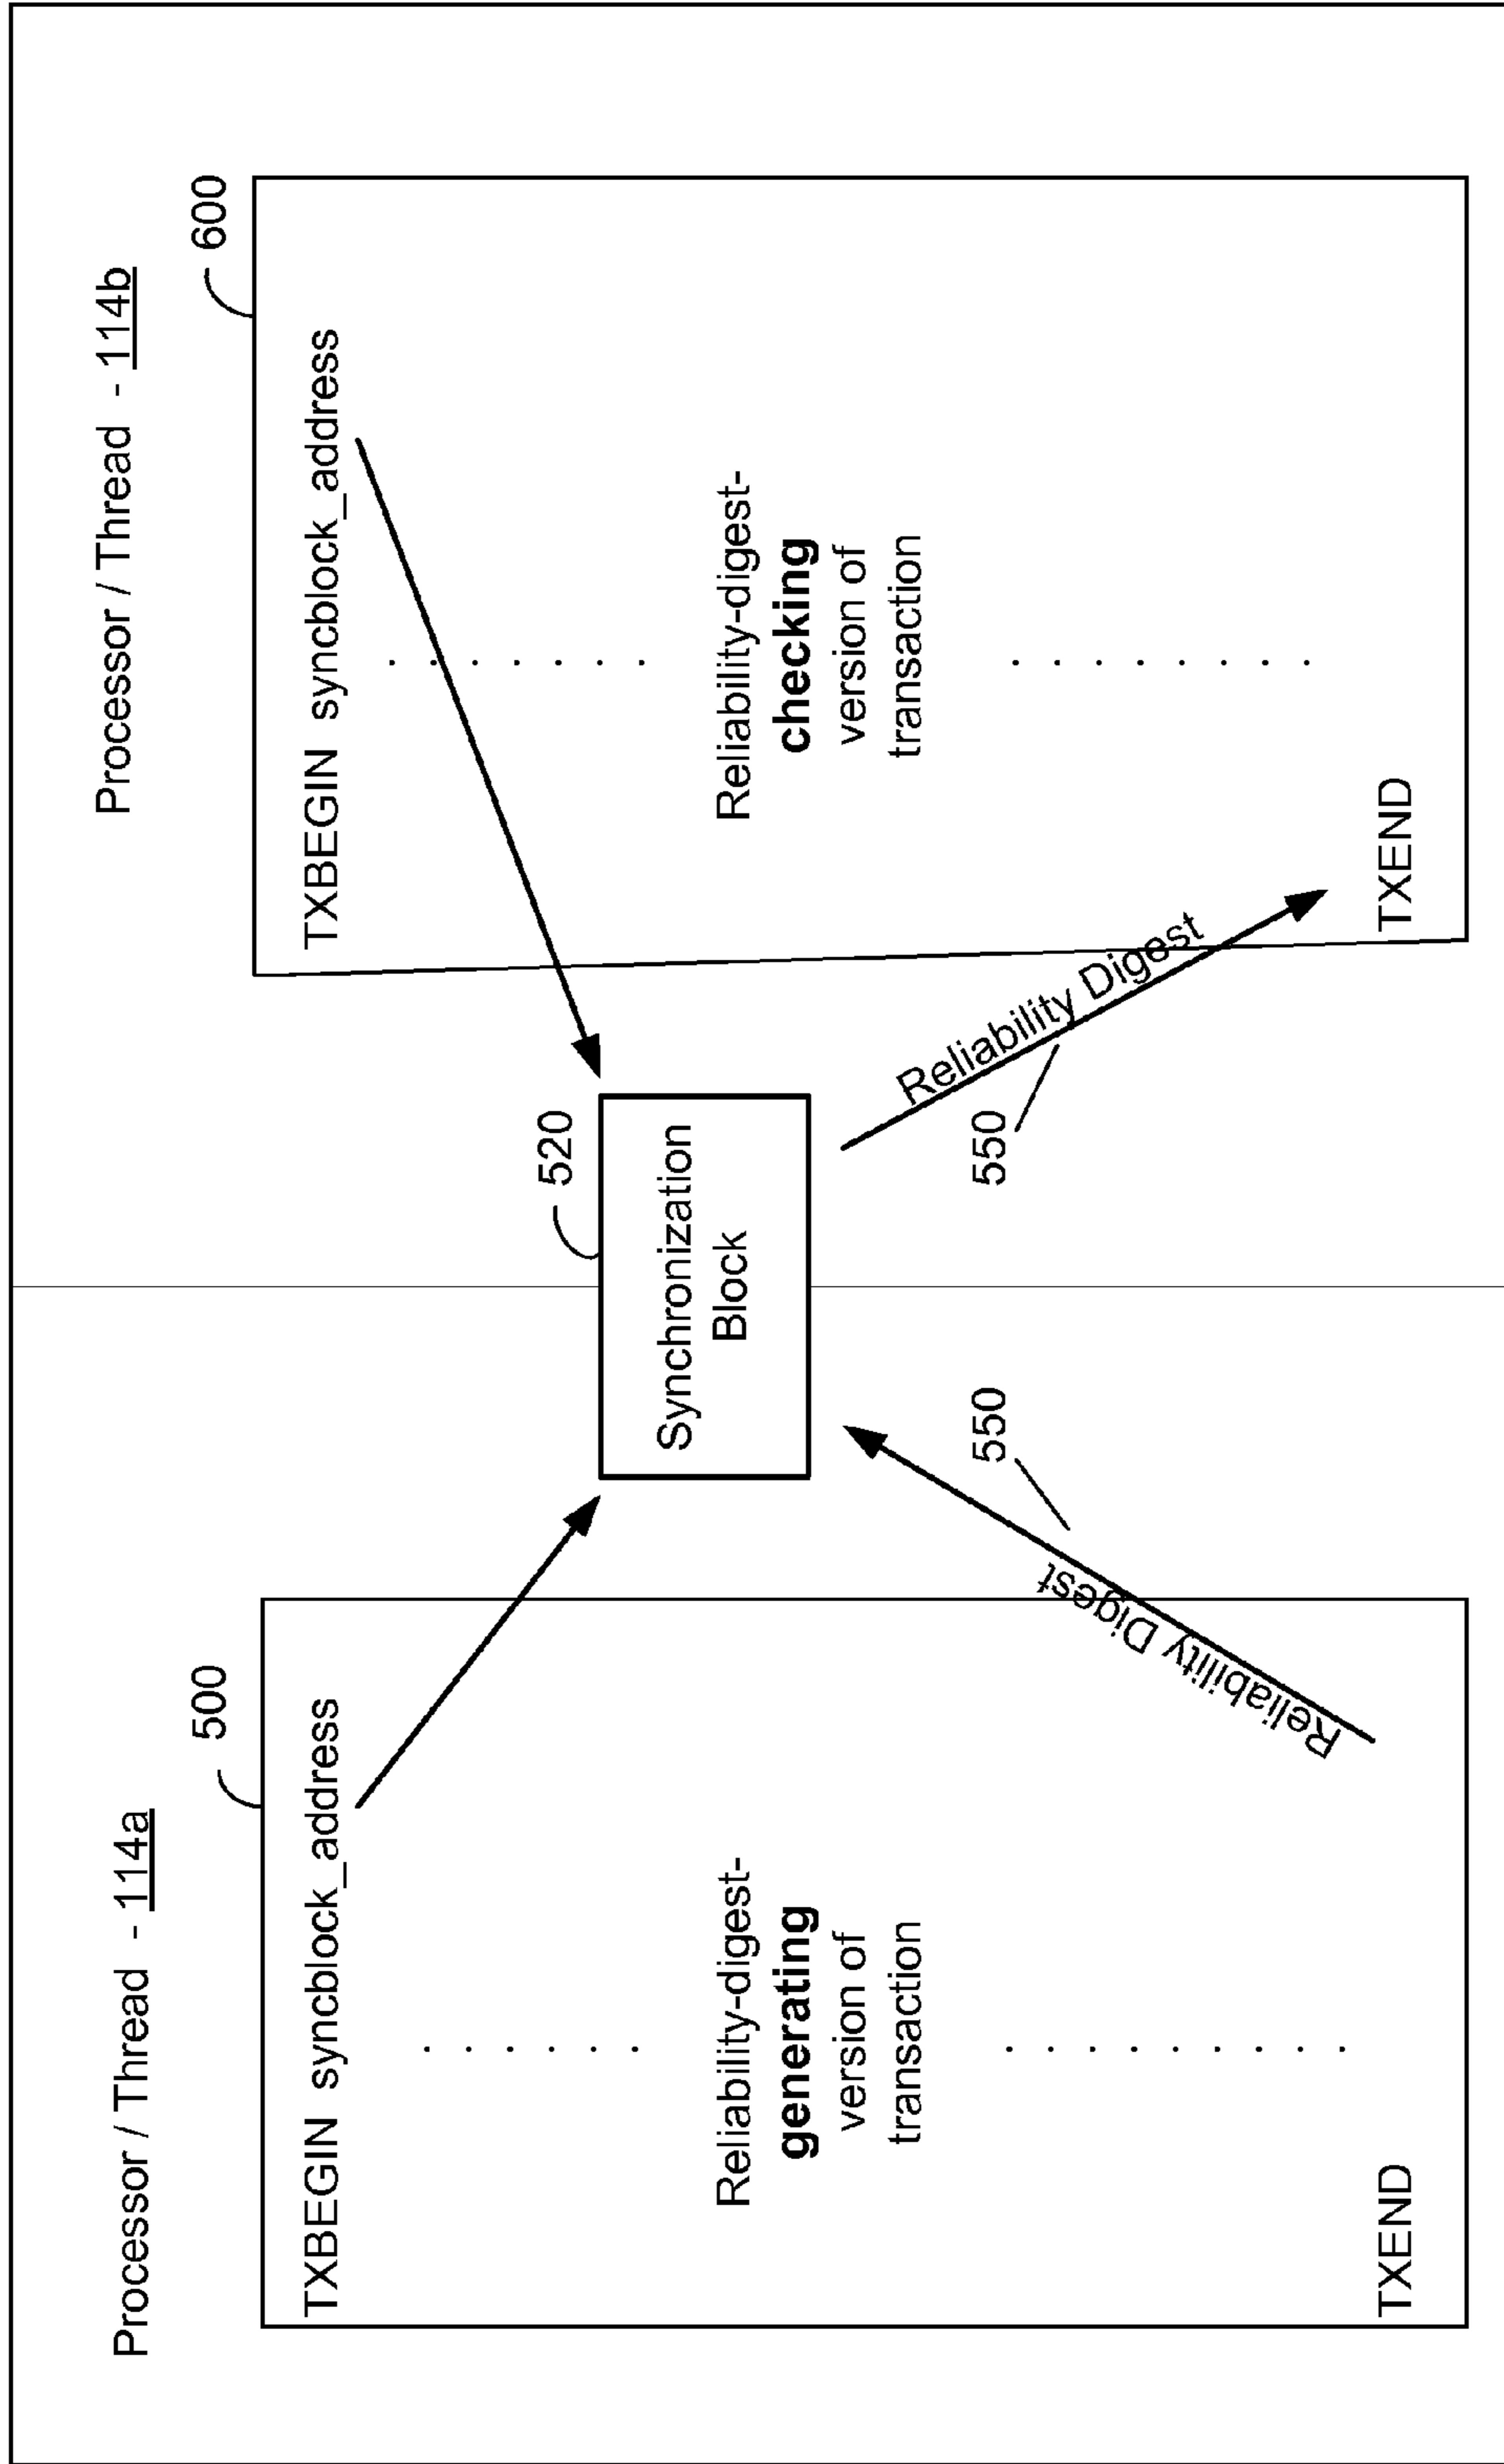 Processor / Thread - 114a
500
TXBEGIN syncblock_address
Reliability-digest-
generating
version of
transaction
TXEND
Reliability Digest
550
520
Synchronization
Block
550
Reliability Digest
Processor / Thread - 114b
600
TXBEGIN syncblock_address
Reliability-digest-
checking
version of
transaction
TXEND